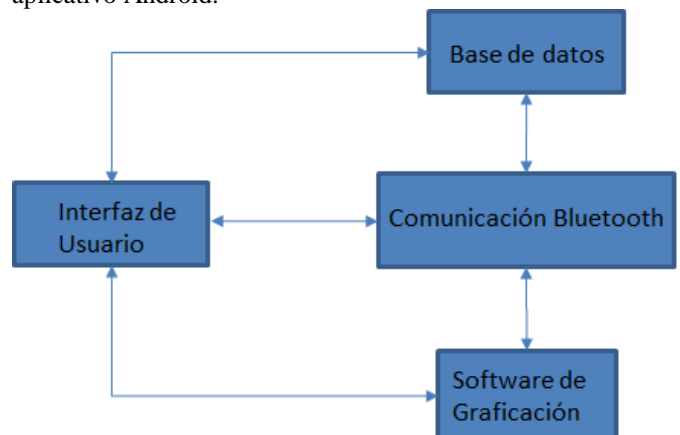 aplicativo Android.
Base de datos
Interfaz de
Usuario
Comunicación Bluetooth
Software de
Graficación